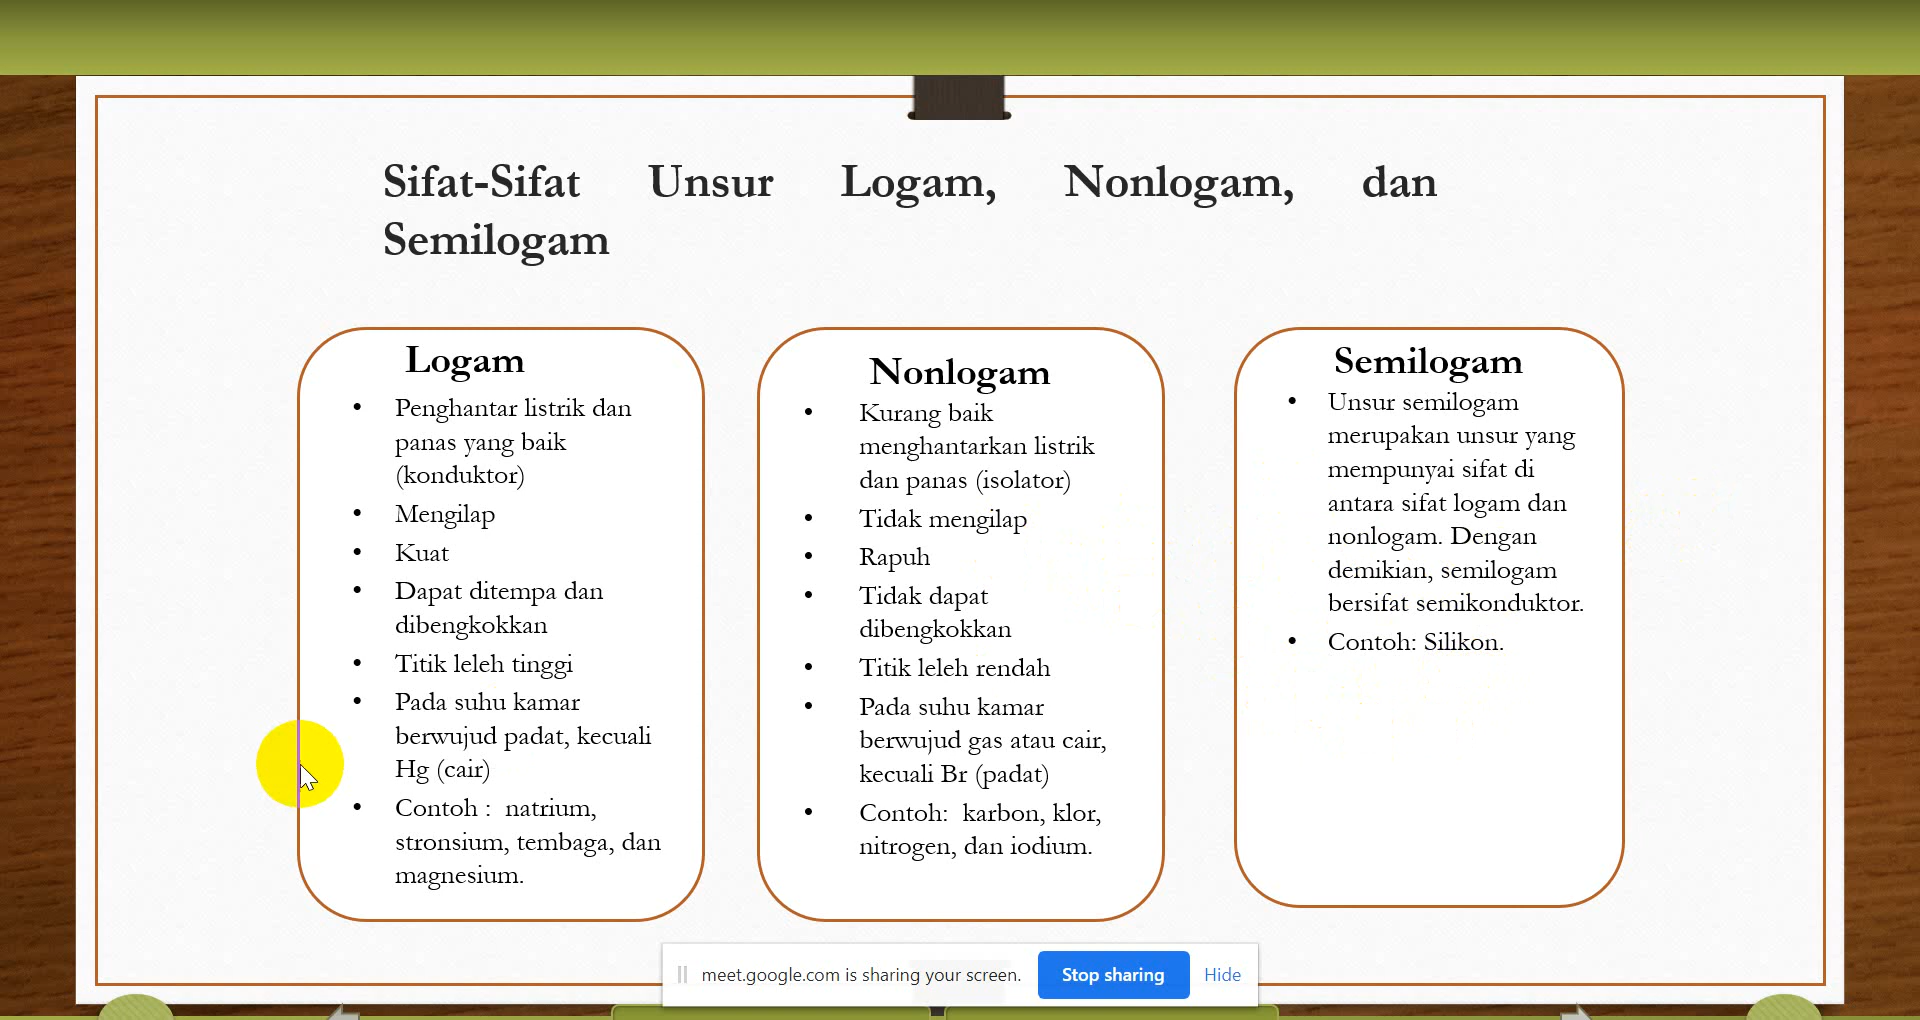 Sifat-Sifat Unsur Logam, Nonlogam, dan
Semilogam
Logam
• Penghantar listrik dan
panas yang baik
(konduktor)
• Mengilap
• Kuat
• Dapat ditempa dan
dibengkokkan
• Titik leleh tinggi
• Pada suhu kamar
berwujud padat, kecuali
Hg (cair)
• Contoh : natrium,
stronsium, tembaga, dan
magnesium.
Nonlogam
• Kurang baik
menghantarkan listrik
dan panas (isolator)
• Tidak mengilap
• Rapuh
• Tidak dapat
dibengkokkan
• Titik leleh rendah
• Pada suhu kamar
berwujud gas atau cair,
kecuali Br (padat)
• Contoh: karbon, klor,
nitrogen, dan iodium.
Semilogam
• Unsur semilogam
merupakan unsur yang
mempunyai sifat di
antara sifat logam dan
nonlogam. Dengan
demikian, semilogam
bersifat semikonduktor.
• Contoh: Silikon.
meet.google.com is sharing your screen. Stop sharing Hide